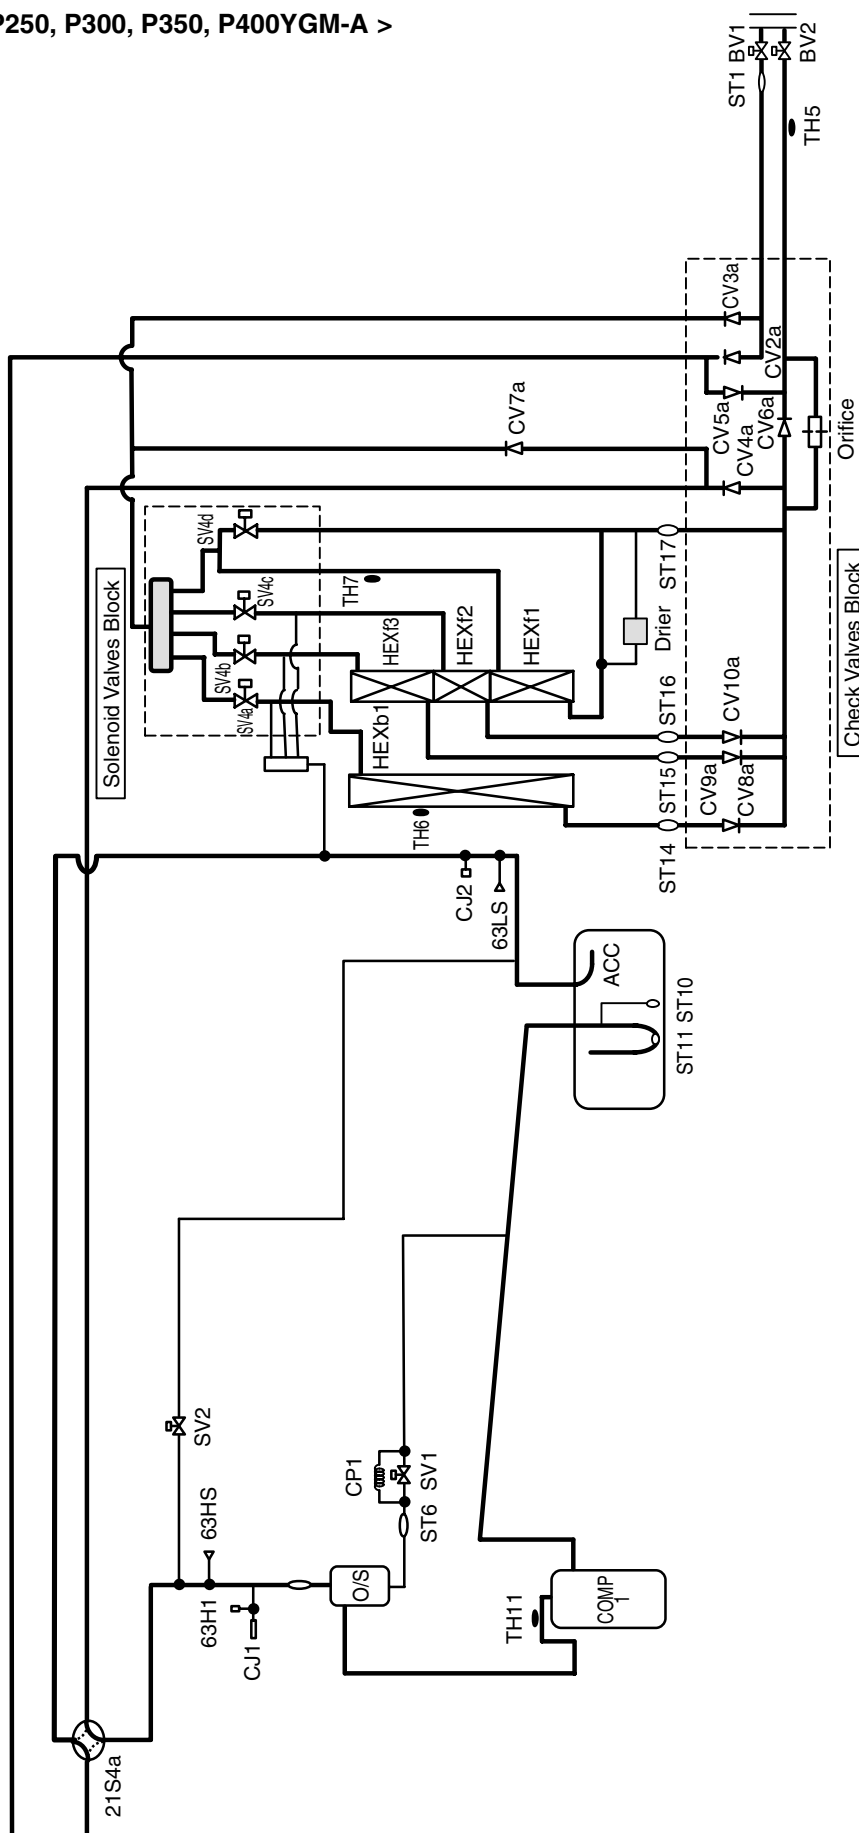 P250, P300, P350, P400YGM-A >
ST1
BV1
BV2
TH5
CV3a
CV2a
CV7a
CV5a
CV6a
CV4a
Orifice
Solenoid Valves Block
SV4d
SV4c
SV4b
SV4a
TH7
HEXf3
HEXf2
HEXf1
HEXb1
Drier
ST17
ST16
CV10a
ST15
CV9a
CV8a
ST14
TH6
Check Valves Block
CJ2
63LS
ACC
ST11
ST10
SV2
CP1
SV1
ST6
63HS
63H1
CJ1
O/S
TH11
COMP
1
21S4a